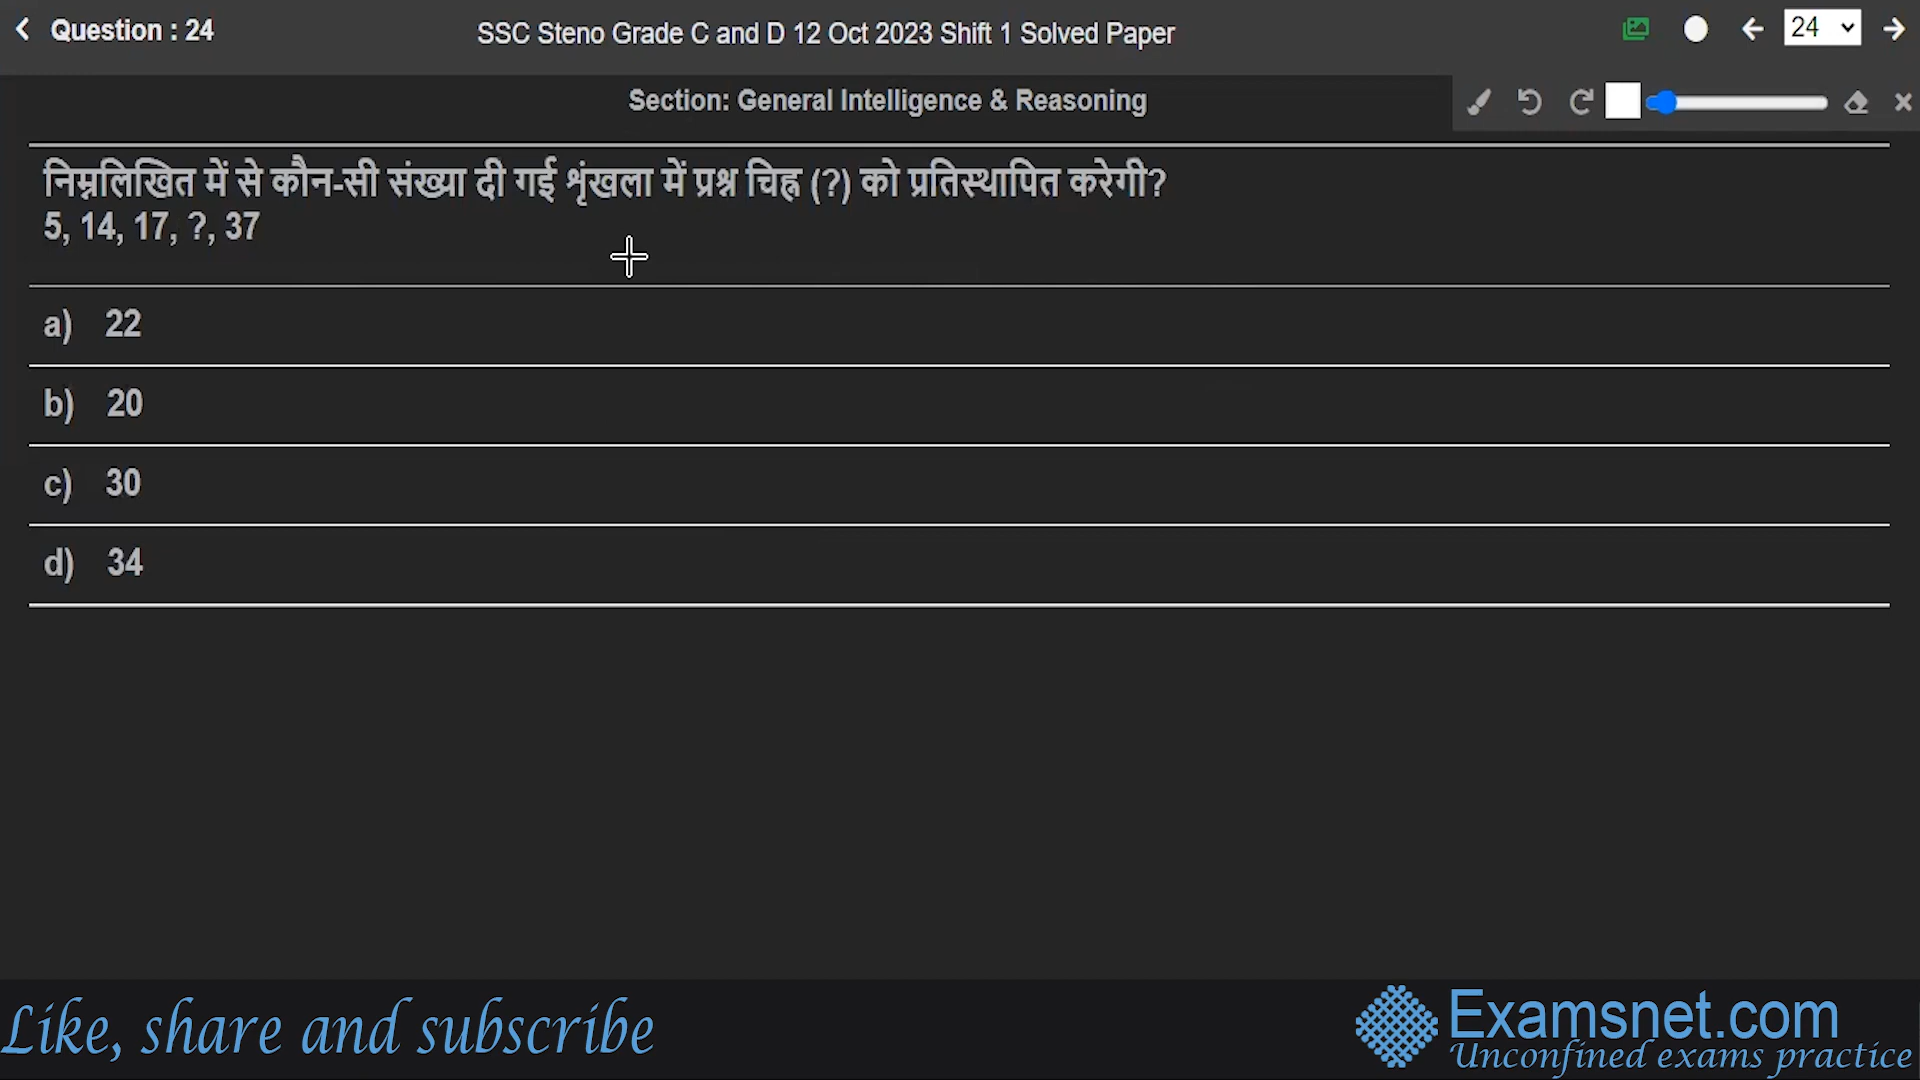 Question : 24
SSC Steno Grade C and D 12 Oct 2023 Shift 1 Solved Paper
24
Section: General Intelligence & Reasoning
निम्नलिखित में से कौन-सी संख्या दी गई शृंखला में प्रश्न चिह्न (?) को प्रतिस्थापित करेगी?
5, 14, 17, ?, 37
a) 22
b) 20
c) 30
d) 34
Like, share and subscribe
Examsnet.com
Unconfined exams practice